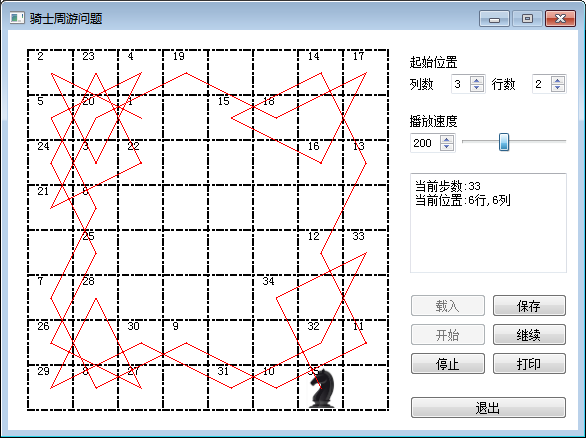 骑士周游问题
2 23 4 19 14 17
5 20 1 15 18
24 3 22 16 13
21 6
25 12 33
7 28 34
26 30 9 32 11
29 8 27 31 10 35
起始位置
列数 3 行数 2
播放速度
200
当前步数:33
当前位置:6行,6列
载入 保存
开始 继续
停止 打印
退出